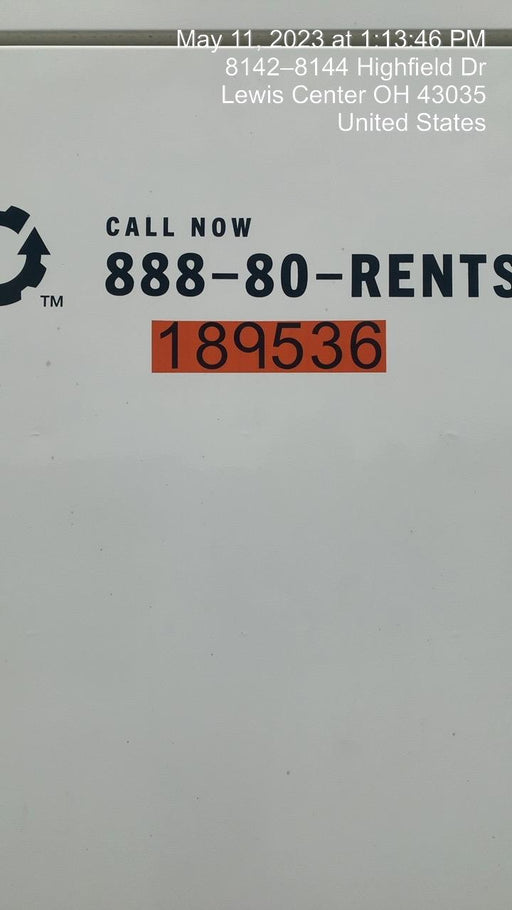 May 11, 2023 at 1:13:46 PM
8142–8144 Highfield Dr
Lewis Center OH 43035
United States
CALL NOW
888-80-RENTS
TM
189536